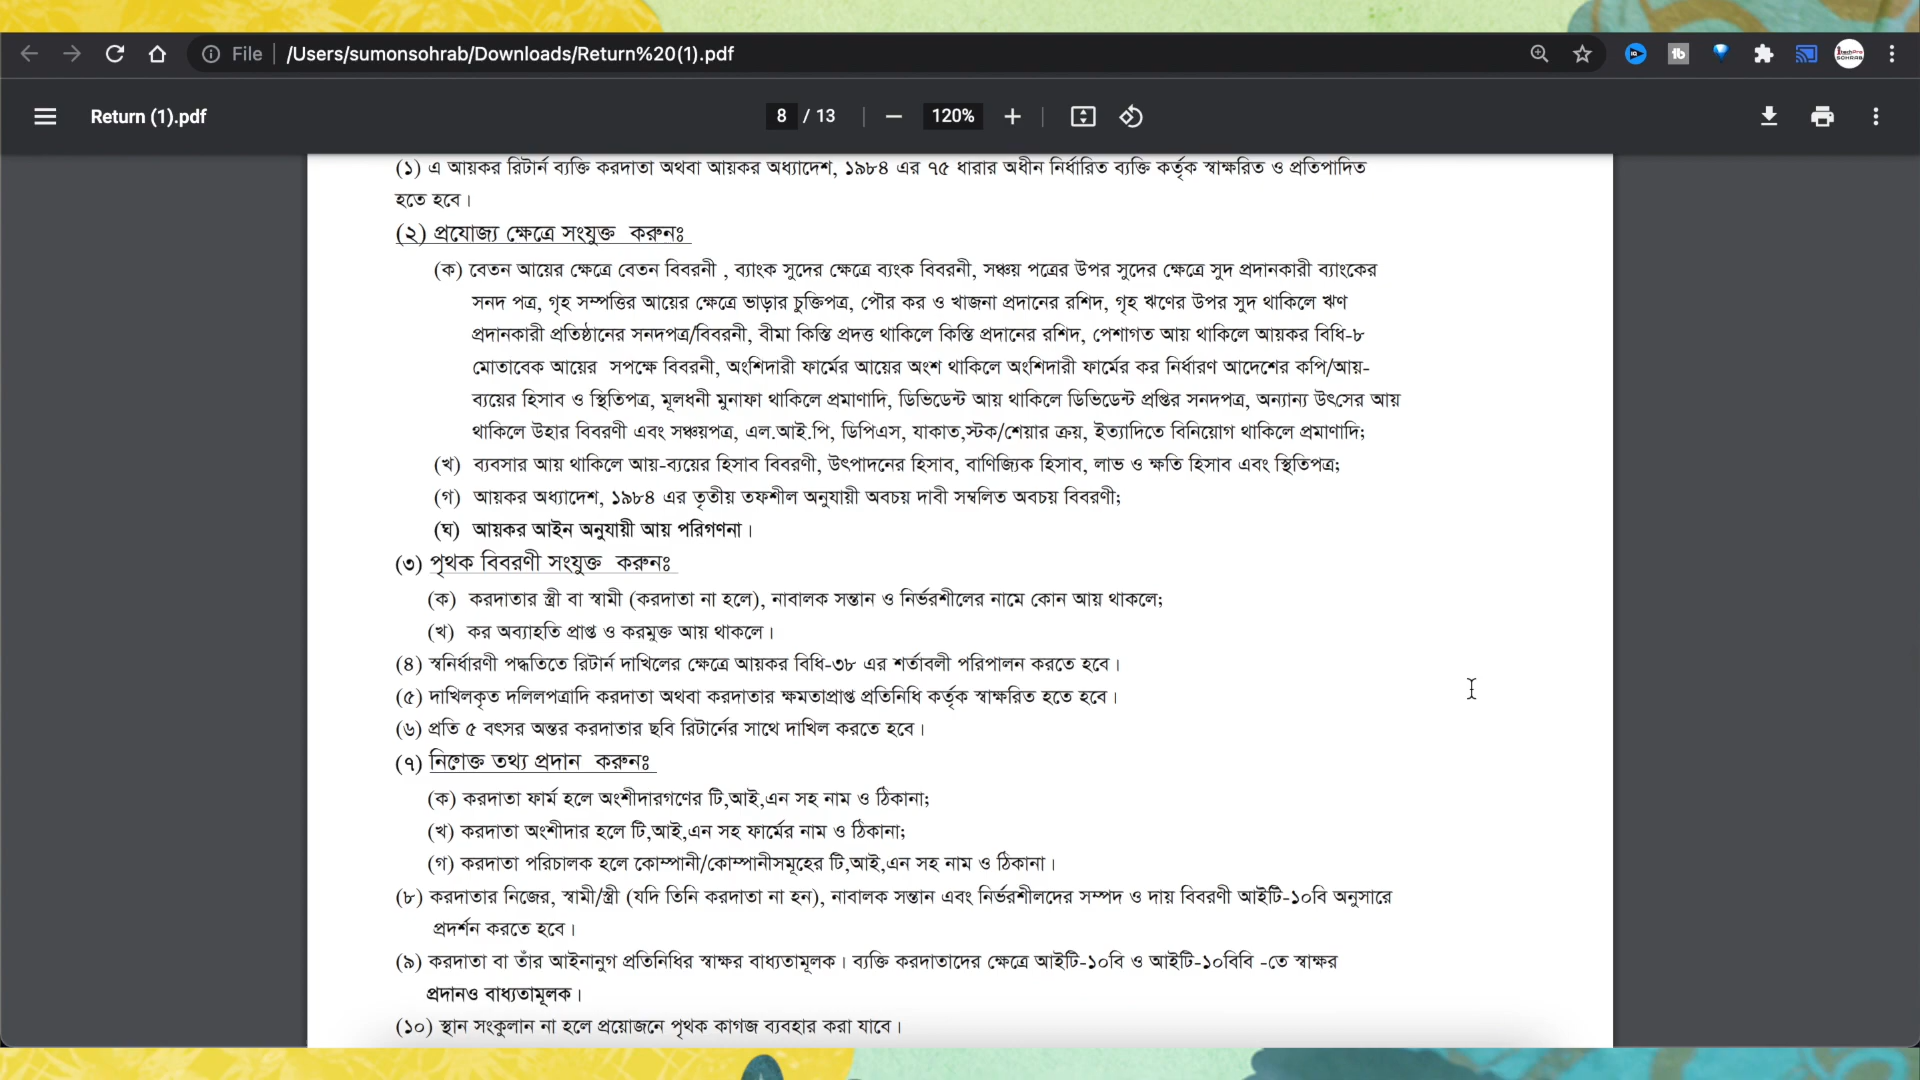 File /Users/sumonsohrab/Downloads/Return%20(1).pdf
Return (1).pdf
8 / 13
120%
(১) এ আয়কর রিটার্ন ব্যক্তি করদাতা অথবা আয়কর অধ্যাদেশ, ১৯৮৪ এর ৭৫ ধারার অধীন নির্ধারিত ব্যক্তি কর্তৃক স্বাক্ষরিত ও প্রতিপাদিত
হতে হবে।
(২) প্রযোজ্য ক্ষেত্রে সংযুক্ত করুনঃ
(ক) বেতন আয়ের ক্ষেত্রে বেতন বিবরনী , ব্যাংক সুদের ক্ষেত্রে ব্যংক বিবরনী, সঞ্চয় পত্রের উপর সুদের ক্ষেত্রে সুদ প্রদানকারী ব্যাংকের
সনদ পত্র, গৃহ সম্পত্তির আয়ের ক্ষেত্রে ভাড়ার চুক্তিপত্র, পৌর কর ও খাজনা প্রদানের রশিদ, গৃহ ঋণের উপর সুদ থাকিলে ঋণ
প্রদানকারী প্রতিষ্ঠানের সনদপত্র/বিবরনী, বীমা কিস্তি প্রদত্ত থাকিলে কিস্তি প্রদানের রশিদ, পেশাগত আয় থাকিলে আয়কর বিধি-৮
মোতাবেক আয়ের সপক্ষে বিবরনী, অংশিদারী ফার্মের আয়ের অংশ থাকিলে অংশিদারী ফার্মের কর নির্ধারণ আদেশের কপি/আয়-
ব্যয়ের হিসাব ও স্থিতিপত্র, মূলধনী মুনাফা থাকিলে প্রমাণাদি, ডিভিডেন্ট আয় থাকিলে ডিভিডেন্ট প্রপ্তির সনদপত্র, অন্যান্য উৎসের আয়
থাকিলে উহার বিবরণী এবং সঞ্চয়পত্র, এল.আই.পি, ডিপিএস, যাকাত,স্টক/শেয়ার ক্রয়, ইত্যাদিতে বিনিয়োগ থাকিলে প্রমাণাদি;
(খ) ব্যবসার আয় থাকিলে আয়-ব্যয়ের হিসাব বিবরণী, উৎপাদনের হিসাব, বাণিজ্যিক হিসাব, লাভ ও ক্ষতি হিসাব এবং স্থিতিপত্র;
(গ) আয়কর অধ্যাদেশ, ১৯৮৪ এর তৃতীয় তফশীল অনুযায়ী অবচয় দাবী সম্বলিত অবচয় বিবরণী;
(ঘ) আয়কর আইন অনুযায়ী আয় পরিগণনা।
(৩) পৃথক বিবরণী সংযুক্ত করুনঃ
(ক) করদাতার স্ত্রী বা স্বামী (করদাতা না হলে), নাবালক সন্তান ও নির্ভরশীলের নামে কোন আয় থাকলে;
(খ) কর অব্যাহতি প্রাপ্ত ও করমুক্ত আয় থাকলে।
(৪) স্বনির্ধারণী পদ্ধতিতে রিটার্ন দাখিলের ক্ষেত্রে আয়কর বিধি-৩৮ এর শর্তাবলী পরিপালন করতে হবে।
(৫) দাখিলকৃত দলিলপত্রাদি করদাতা অথবা করদাতার ক্ষমতাপ্রাপ্ত প্রতিনিধি কর্তৃক স্বাক্ষরিত হতে হবে।
(৬) প্রতি ৫ বৎসর অন্তর করদাতার ছবি রিটার্নের সাথে দাখিল করতে হবে।
(৭) নিম্নোক্ত তথ্য প্রদান করুনঃ
(ক) করদাতা ফার্ম হলে অংশীদারগণের টি,আই,এন সহ নাম ও ঠিকানা;
(খ) করদাতা অংশীদার হলে টি,আই,এন সহ ফার্মের নাম ও ঠিকানা;
(গ) করদাতা পরিচালক হলে কোম্পানী/কোম্পানীসমূহের টি,আই,এন সহ নাম ও ঠিকানা।
(৮) করদাতার নিজের, স্বামী/স্ত্রী (যদি তিনি করদাতা না হন), নাবালক সন্তান এবং নির্ভরশীলদের সম্পদ ও দায় বিবরণী আইটি-১০বি অনুসারে
প্রদর্শন করতে হবে।
(৯) করদাতা বা তাঁর আইনানুগ প্রতিনিধির স্বাক্ষর বাধ্যতামূলক। ব্যক্তি করদাতাদের ক্ষেত্রে আইটি-১০বি ও আইটি-১০বিবি -তে স্বাক্ষর
প্রদানও বাধ্যতামূলক।
(১০) স্থান সংকুলান না হলে প্রয়োজনে পৃথক কাগজ ব্যবহার করা যাবে।